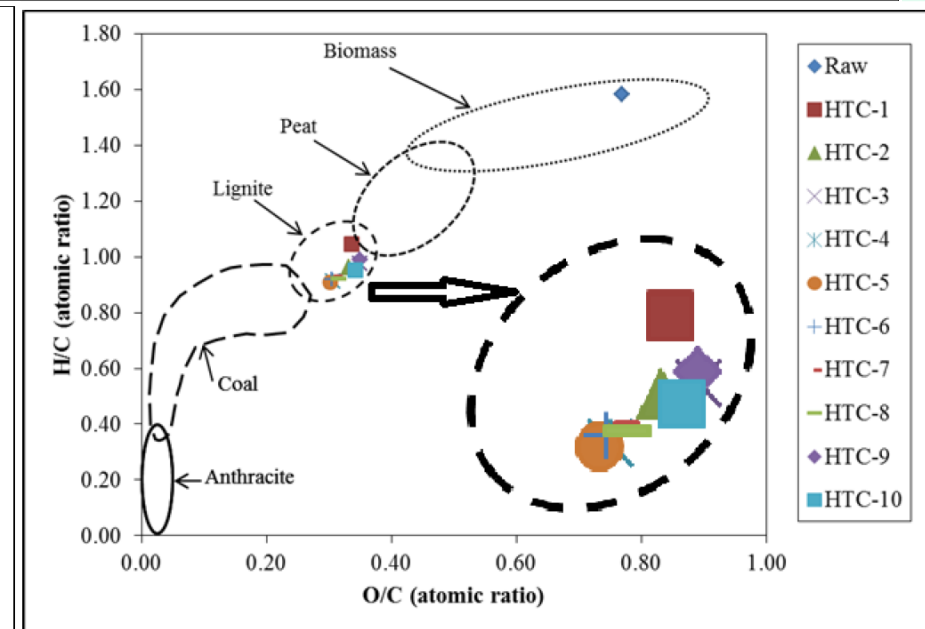 1.80
1.60
1.40
1.20
1.00
0.80
0.60
0.40
0.20
0.00
H/C (atomic ratio)
Biomass
Peat
Lignite
Coal
Anthracite
0.00 0.20 0.40 0.60 0.80 1.00
O/C (atomic ratio)
Raw
HTC-1
HTC-2
HTC-3
HTC-4
HTC-5
HTC-6
HTC-7
HTC-8
HTC-9
HTC-10